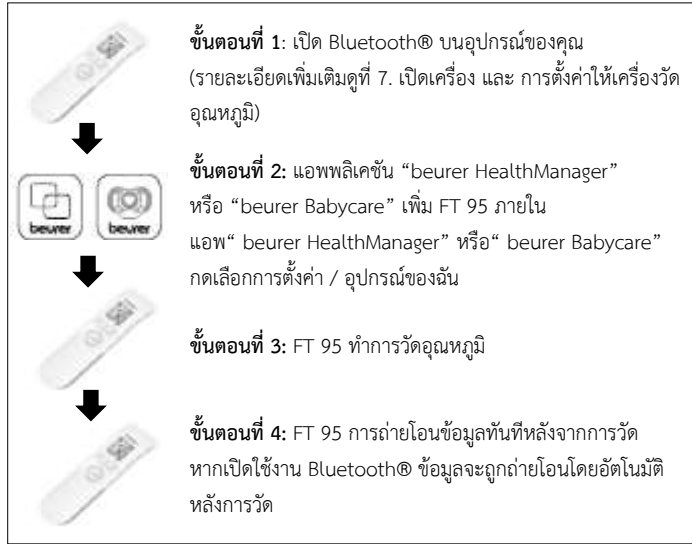 ขั้นตอนที่ 1: เปิด Bluetooth® บนอุปกรณ์ของคุณ
(รายละเอียดเพิ่มเติมดูที่ 7. เปิดเครื่อง และ การตั้งค่าให้เครื่องวัด
อุณหภูมิ)
ขั้นตอนที่ 2: แอพพลิเคชัน “beurer HealthManager”
หรือ “beurer Babycare” เพิ่ม FT 95 ภายใน
แอพ“ beurer HealthManager” หรือ“ beurer Babycare”
กดเลือกการตั้งค่า / อุปกรณ์ของฉัน
beurer beurer
ขั้นตอนที่ 3: FT 95 ทำการวัดอุณหภูมิ
ขั้นตอนที่ 4: FT 95 การถ่ายโอนข้อมูลทันทีหลังจากการวัด
หากเปิดใช้งาน Bluetooth® ข้อมูลจะถูกถ่ายโอนโดยอัตโนมัติ
หลังการวัด